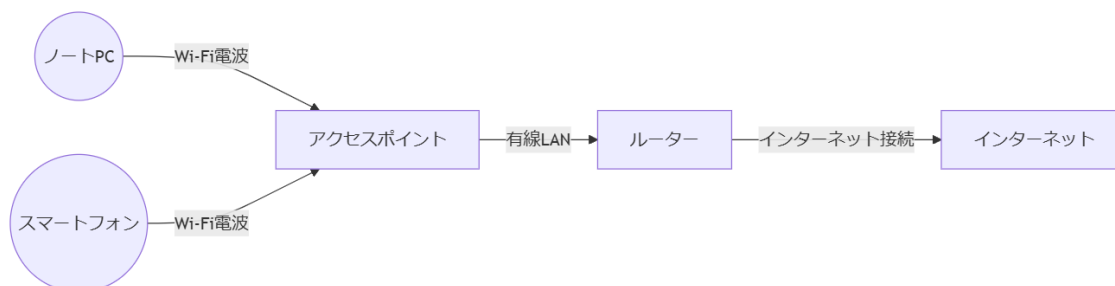 ノートPC
Wi-Fi電波
アクセスポイント
有線LAN
ルーター
インターネット接続
インターネット
スマートフォン
Wi-Fi電波